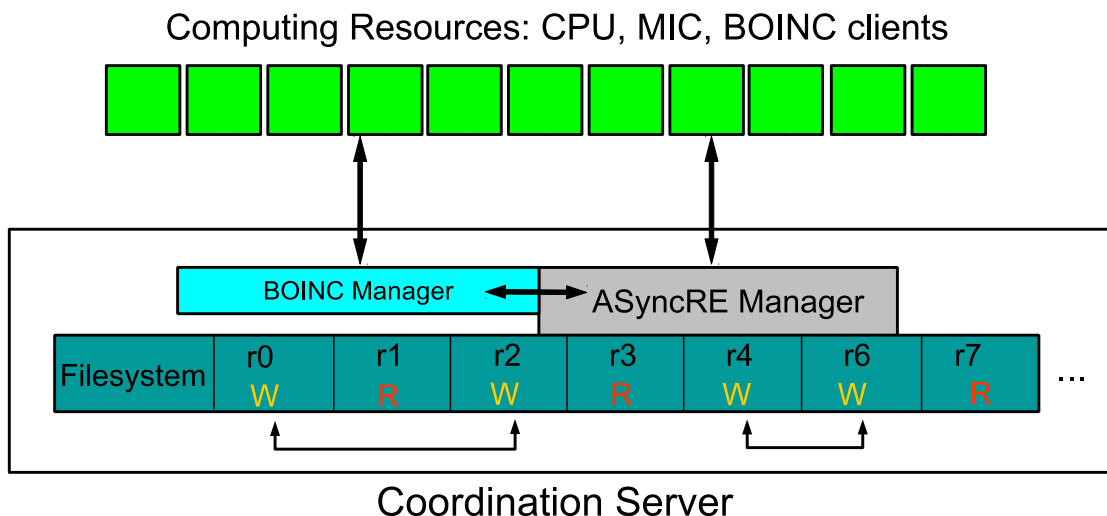 Computing Resources: CPU, MIC, BOINC clients
BOINC Manager
ASyncRE Manager
Filesystem r0 r1 r2 r3 r4 r6 r7 ...
W R W R W W R
Coordination Server